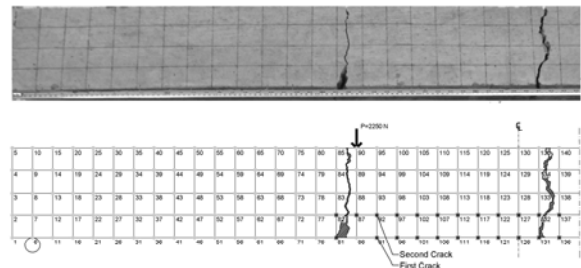 P=2250 N
℄
5 10 15 20 25 30 35 40 45 50 55 60 65 70 75 80 85 90 95 100 105 110 115 120 125 130 135 140
4 9 14 19 24 29 34 39 44 49 54 59 64 69 74 79 84 89 94 99 104 109 114 119 124 129 139
3 8 13 18 23 28 33 38 43 48 53 58 63 68 73 78 83 88 93 98 103 108 113 118 123 128 133 138
2 7 12 17 22 27 32 37 42 47 52 57 62 67 72 77 82 87 92 97 102 107 112 117 122 127 132 137
1 6 11 16 21 26 31 36 41 46 51 56 61 66 71 76 81 86 91 96 101 106 111 116 121 126 131 136
Second Crack
First Crack